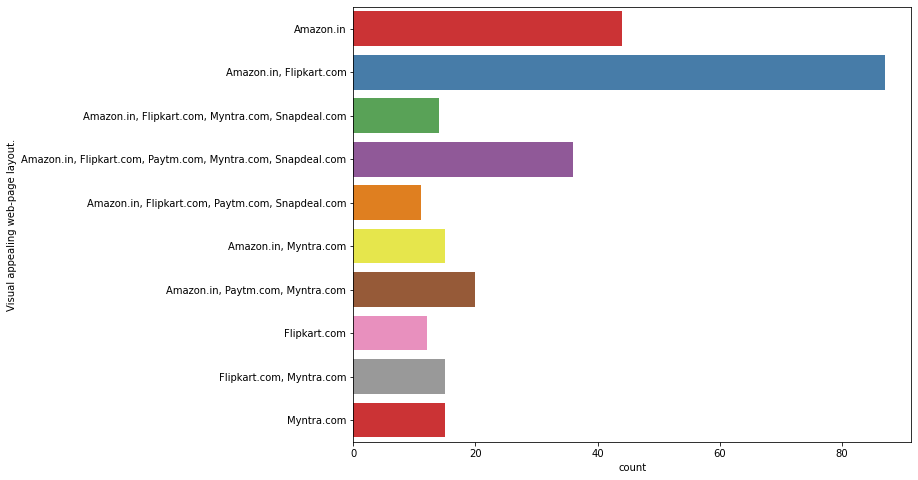 Visual appealing web-page layout.
Amazon.in
Amazon.in, Flipkart.com
Amazon.in, Flipkart.com, Myntra.com, Snapdeal.com
Amazon.in, Flipkart.com, Paytm.com, Myntra.com, Snapdeal.com
Amazon.in, Flipkart.com, Paytm.com, Snapdeal.com
Amazon.in, Myntra.com
Amazon.in, Paytm.com, Myntra.com
Flipkart.com
Flipkart.com, Myntra.com
Myntra.com
0 20 40 60 80
count